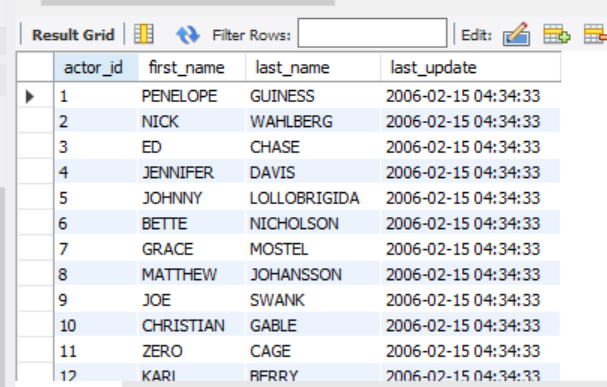 Result Grid Filter Rows: Edit:
actor_id first_name last_name last_update
1 PENELOPE GUINESS 2006-02-15 04:34:33
2 NICK WAHLBERG 2006-02-15 04:34:33
3 ED CHASE 2006-02-15 04:34:33
4 JENNIFER DAVIS 2006-02-15 04:34:33
5 JOHNNY LOLLOBRIGIDA 2006-02-15 04:34:33
6 BETTE NICHOLSON 2006-02-15 04:34:33
7 GRACE MOSTEL 2006-02-15 04:34:33
8 MATTHEW JOHANSSON 2006-02-15 04:34:33
9 JOE SWANK 2006-02-15 04:34:33
10 CHRISTIAN GABLE 2006-02-15 04:34:33
11 ZERO CAGE 2006-02-15 04:34:33
12 KARL BERRY 2006-02-15 04:34:33